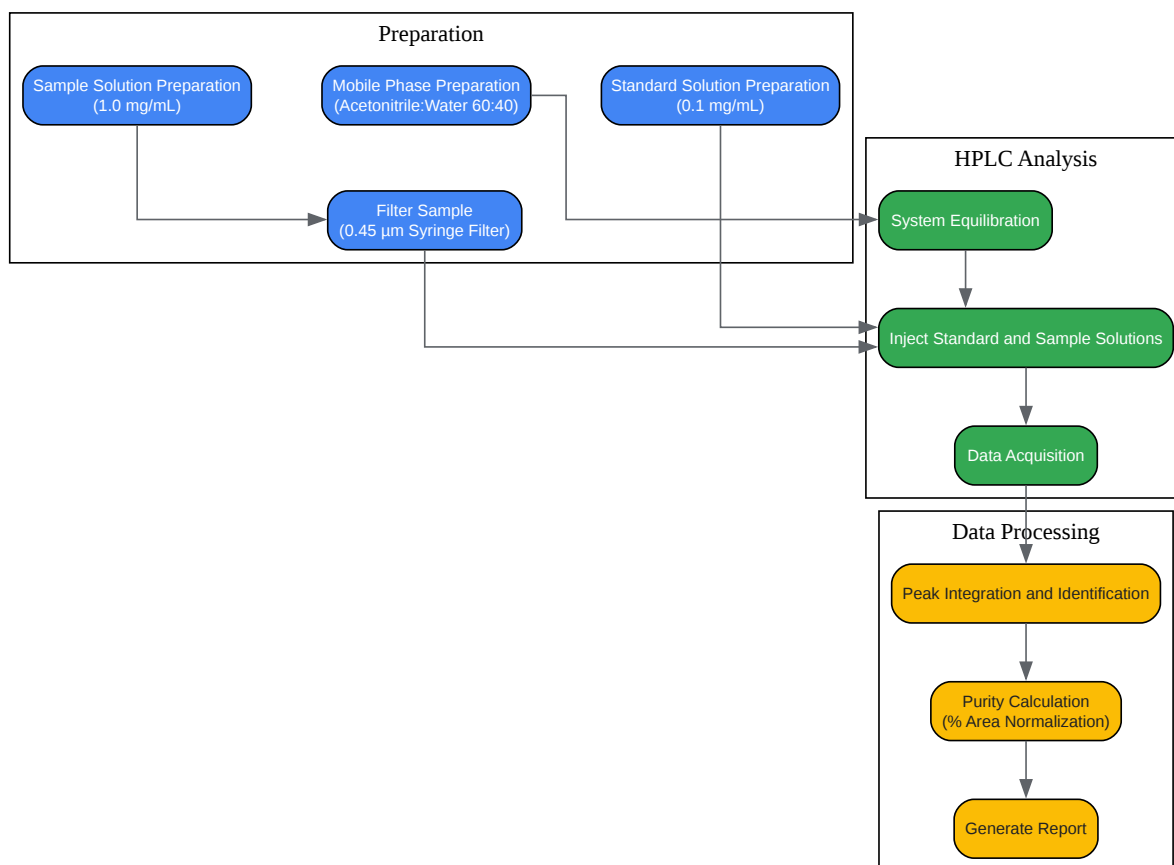 Preparation
Sample Solution Preparation
(1.0 mg/mL)
Mobile Phase Preparation
(Acetonitrile:Water 60:40)
Standard Solution Preparation
(0.1 mg/mL)
Filter Sample
(0.45 µm Syringe Filter)
HPLC Analysis
System Equilibration
Inject Standard and Sample Solutions
Data Acquisition
Data Processing
Peak Integration and Identification
Purity Calculation
(% Area Normalization)
Generate Report